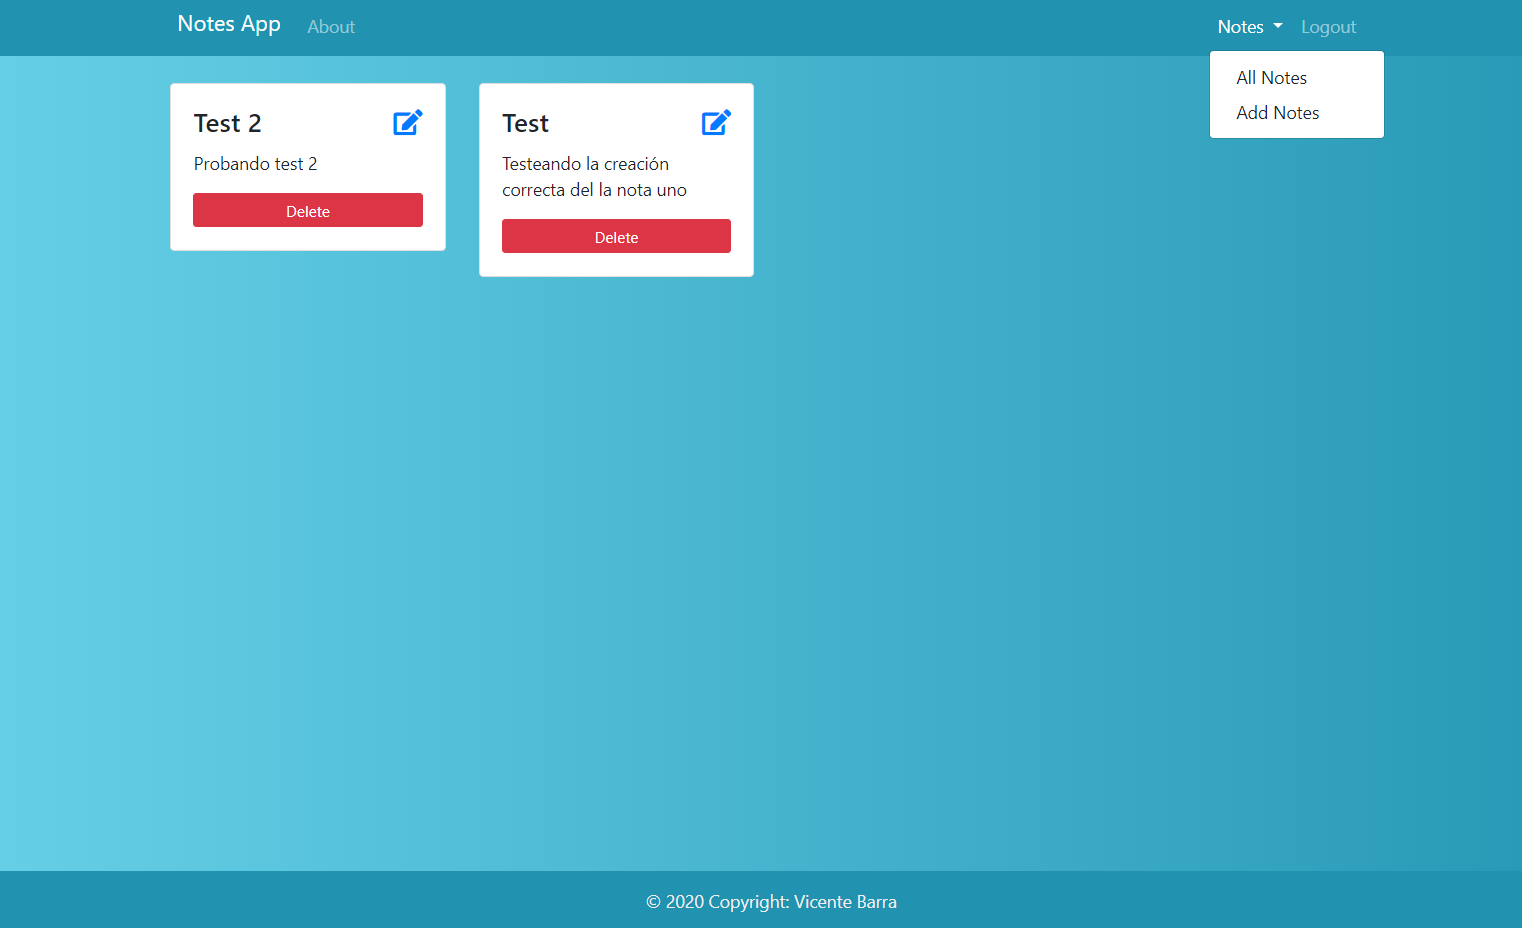 Notes App
About
Notes
Logout
All Notes
Add Notes
Test 2
Probando test 2
Delete
Test
Testeando la creación
correcta del la nota uno
Delete
© 2020 Copyright: Vicente Barra